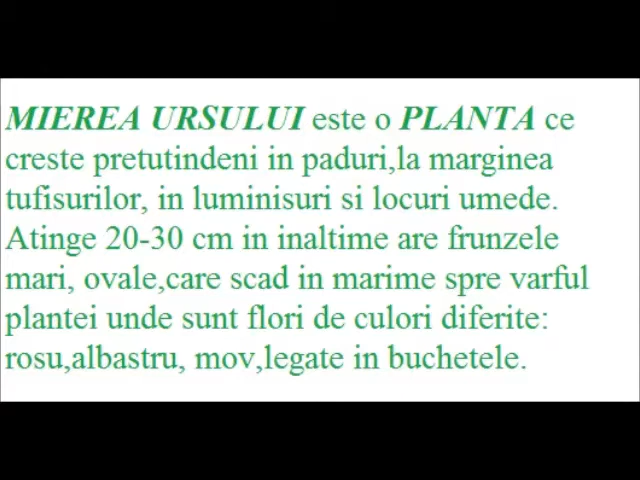 MIEREA URSULUI este o PLANTA ce
creste pretutindeni in paduri,la marginea
tufisurilor, in luminisuri si locuri umede.
Atinge 20-30 cm in inaltime are frunzele
mari, ovale,care scad in marime spre varful
plantei unde sunt flori de culori diferite:
rosu,albastru, mov,legate in buchetele.